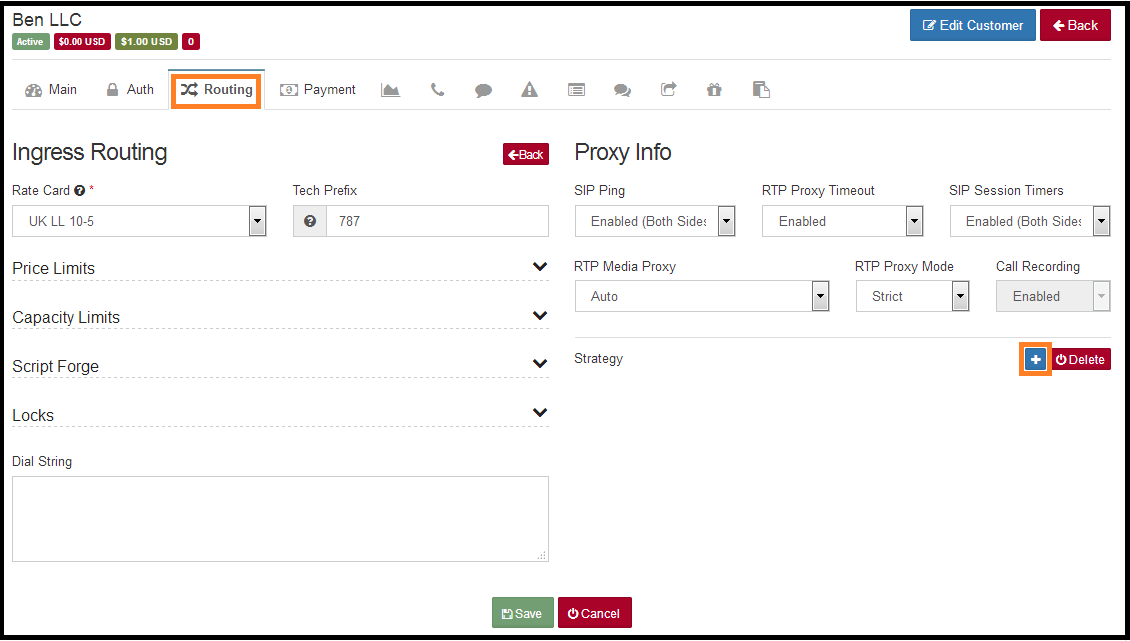 Ben LLC
Active $0.00 USD $1.00 USD 0
Edit Customer Back
Main Auth Routing Payment
Ingress Routing
Back
Proxy Info
Rate Card * Tech Prefix
SIP Ping RTP Proxy Timeout SIP Session Timers
UK LL 10-5 787
Enabled (Both Sides Enabled Enabled (Both Sides
Price Limits
RTP Media Proxy RTP Proxy Mode Call Recording
Auto Strict Enabled
Capacity Limits
Script Forge
Strategy Delete
Locks
Dial String
Save Cancel